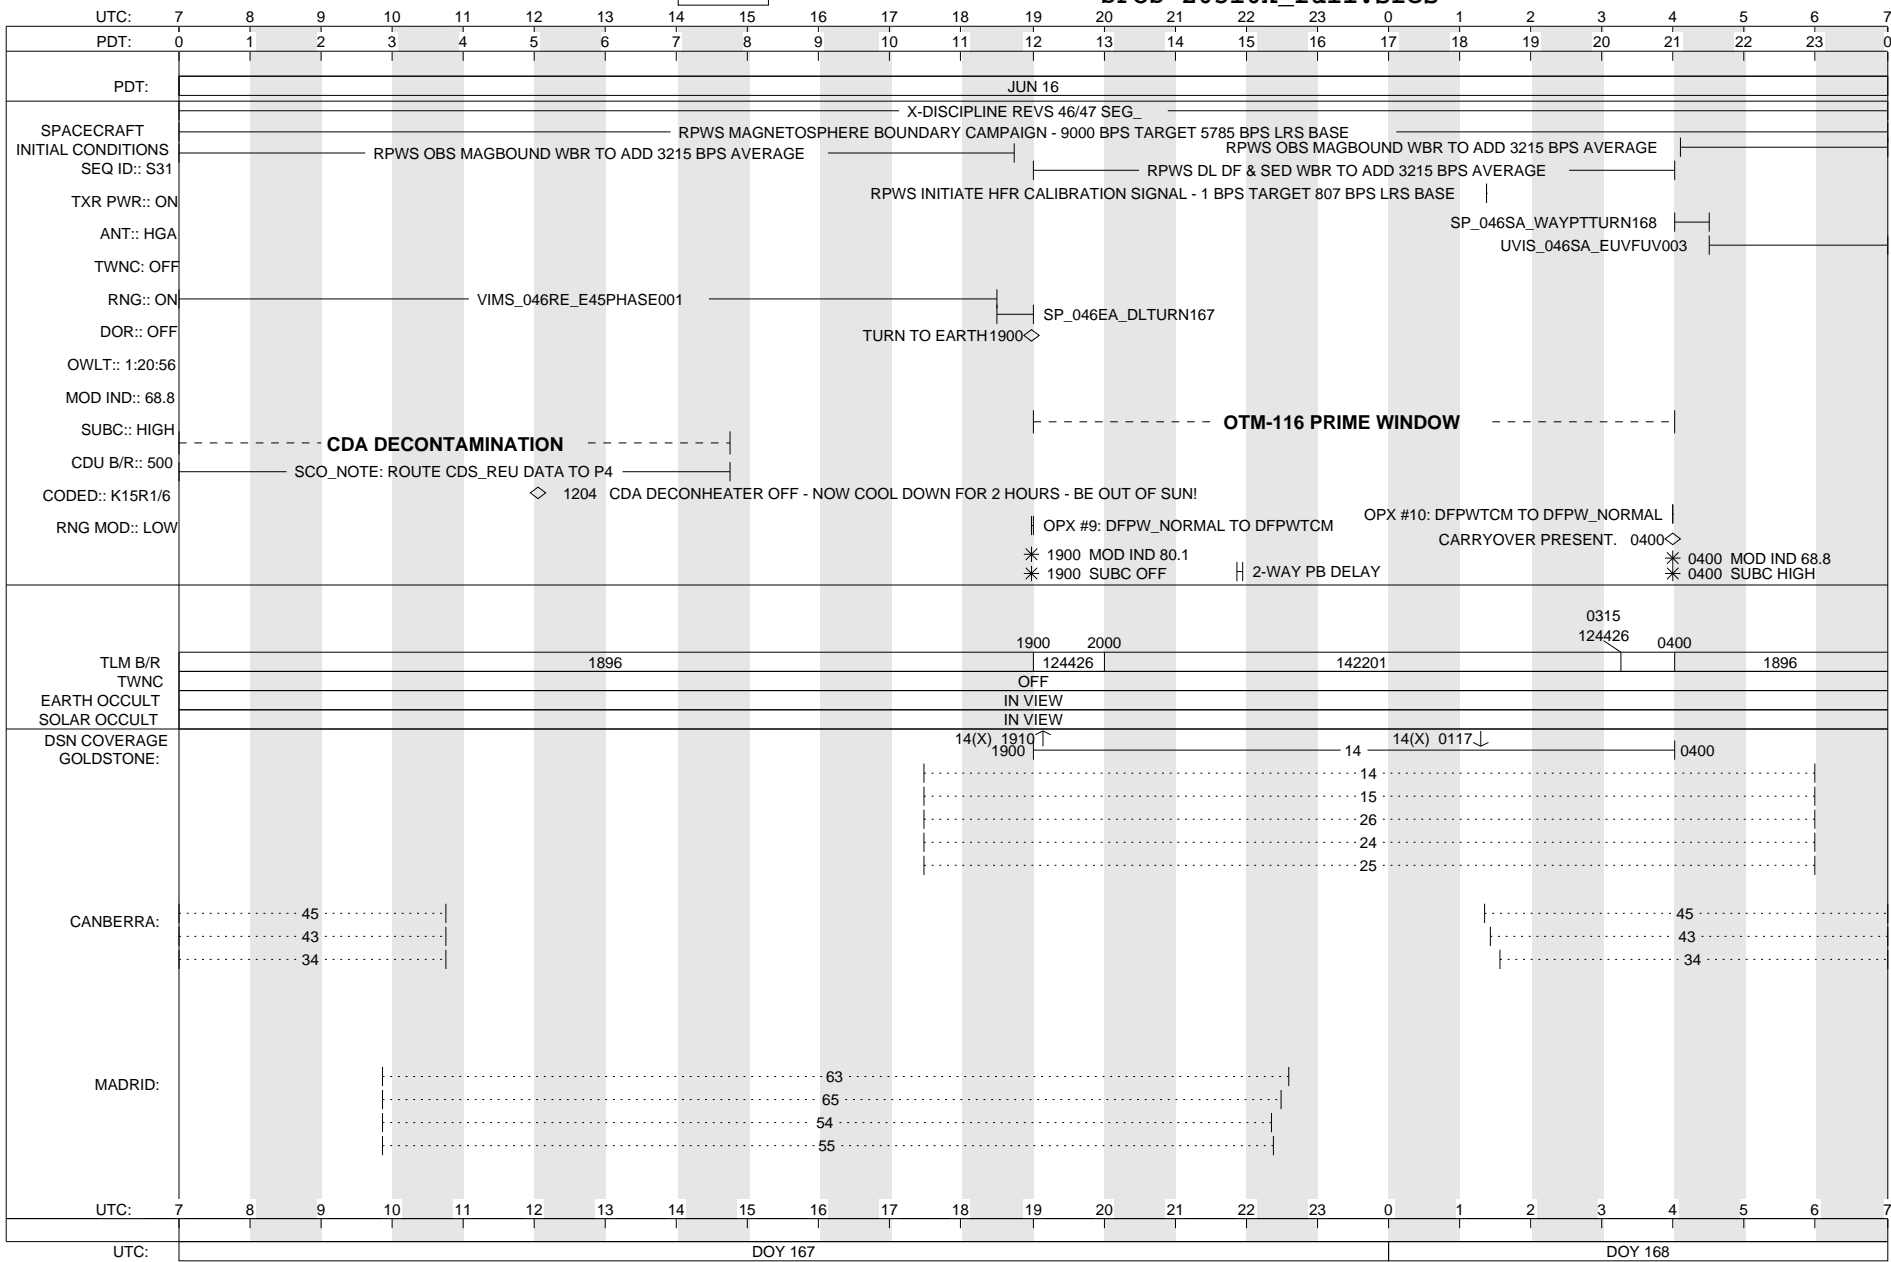 UTC: 7 8 9 10 11 12 13 14 15 16 17 18 19 20 21 22 23 0 1 2 3 4 5 6 7
PDT: 0 1 2 3 4 5 6 7 8 9 10 11 12 13 14 15 16 17 18 19 20 21 22 23 0
PDT: JUN 16
X-DISCIPLINE REVS 46/47 SEG_
SPACECRAFT
INITIAL CONDITIONS
SEQ ID:: S31
TXR PWR:: ON
ANT:: HGA
TWNC: OFF
RNG:: ON
DOR:: OFF
OWLT:: 1:20:56
MOD IND:: 68.8
SUBC:: HIGH
CDU B/R:: 500
CODED:: K15R1/6
RNG MOD:: LOW
RPWS MAGNETOSPHERE BOUNDARY CAMPAIGN - 9000 BPS TARGET 5785 BPS LRS BASE
RPWS OBS MAGBOUND WBR TO ADD 3215 BPS AVERAGE
RPWS OBS MAGBOUND WBR TO ADD 3215 BPS AVERAGE
RPWS DL DF & SED WBR TO ADD 3215 BPS AVERAGE
RPWS INITIATE HFR CALIBRATION SIGNAL - 1 BPS TARGET 807 BPS LRS BASE
SP_046SA_WAYPTTURN168
UVIS_046SA_EUVFUV003
VIMS_046RE_E45PHASE001
SP_046EA_DLTURN167
TURN TO EARTH 1900
OTM-116 PRIME WINDOW
CDA DECONTAMINATION
SCO_NOTE: ROUTE CDS_REU DATA TO P4
1204 CDA DECONHEATER OFF - NOW COOL DOWN FOR 2 HOURS - BE OUT OF SUN!
OPX #9: DFPW_NORMAL TO DFPWTCM
OPX #10: DFPWTCM TO DFPW_NORMAL
CARRYOVER PRESENT. 0400
1900 MOD IND 80.1
0400 MOD IND 68.8
1900 SUBC OFF
2-WAY PB DELAY
0400 SUBC HIGH
0315
124426
1900 2000 0400
TLM B/R 1896 124426 142201 1896
TWNC OFF
EARTH OCCULT IN VIEW
SOLAR OCCULT IN VIEW
DSN COVERAGE
14(X) 1910 14(X) 0117
GOLDSTONE: 1900 14 0400
14
15
26
24
25
CANBERRA: 45 45
43 43
34 34
MADRID: 63
65
54
55
UTC: 7 8 9 10 11 12 13 14 15 16 17 18 19 20 21 22 23 0 1 2 3 4 5 6 7
UTC: DOY 167 DOY 168